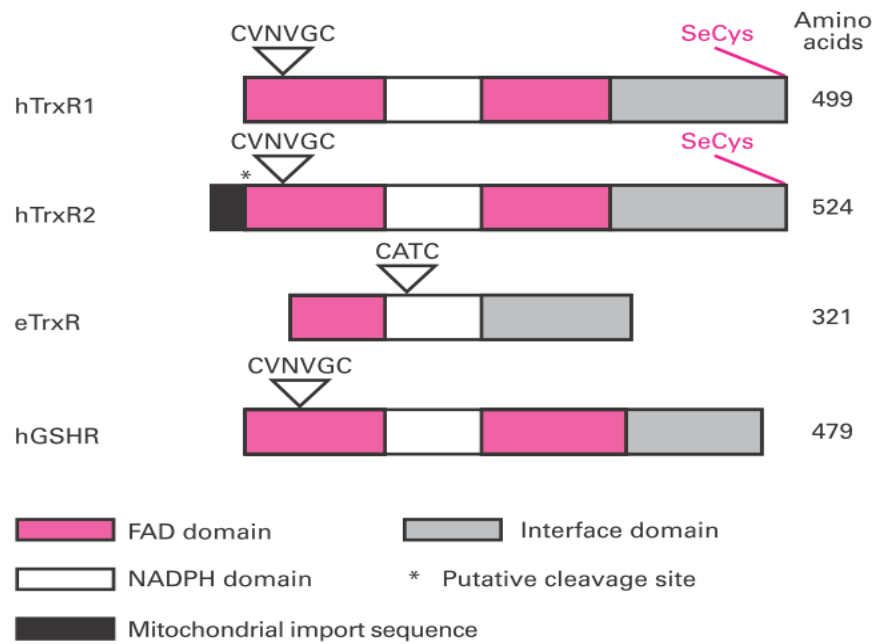 Amino
acids
CVNVGC
SeCys
hTrxR1
499
CVNVGC
SeCys
*
hTrxR2
524
CATC
eTrxR
321
CVNVGC
hGSHR
479
FAD domain
Interface domain
NADPH domain
* Putative cleavage site
Mitochondrial import sequence